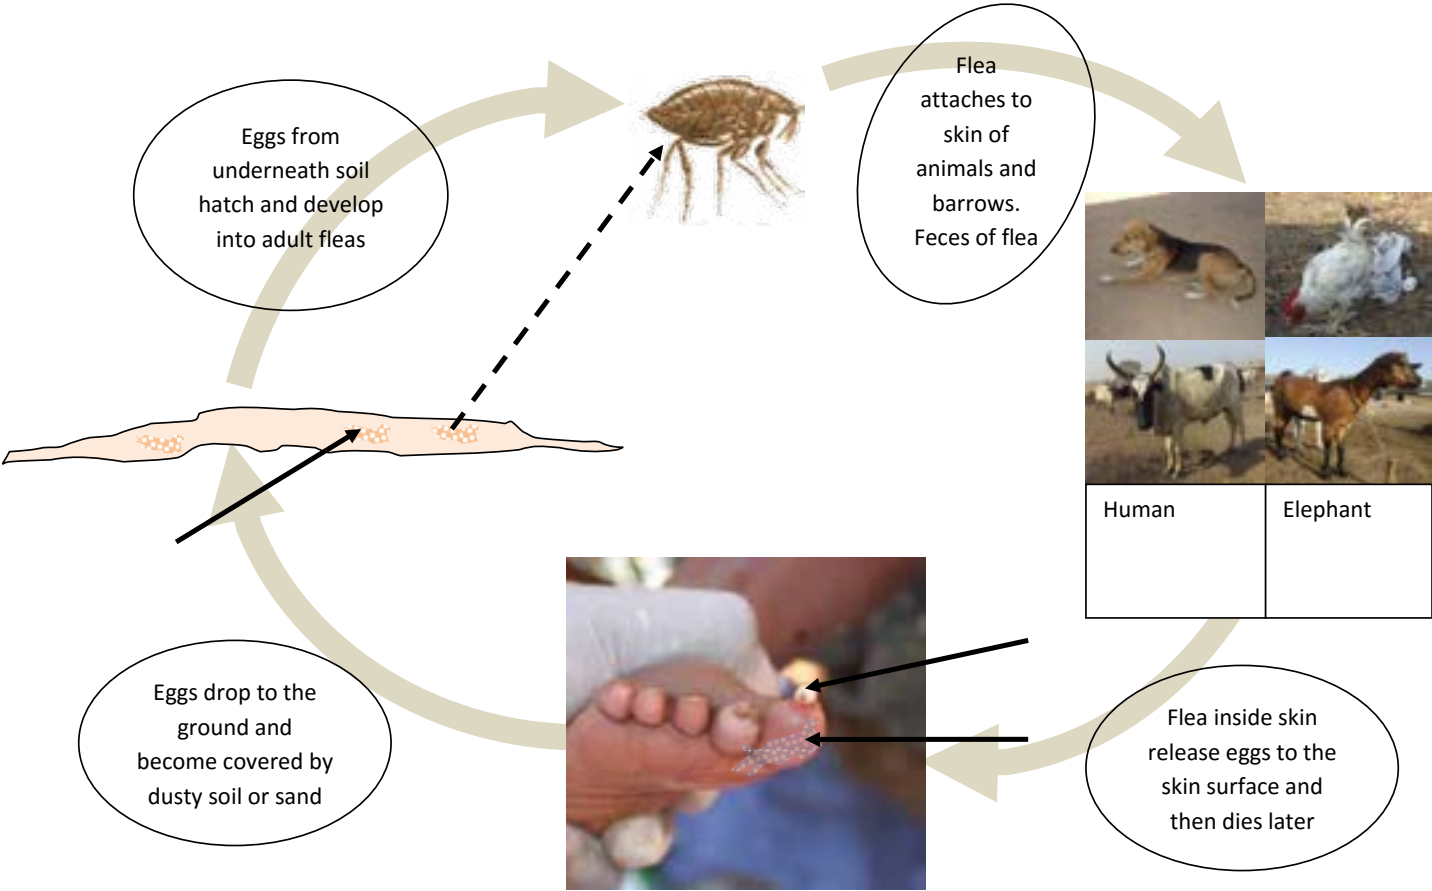 Eggs from
underneath soil
hatch and develop
into adult fleas
Flea
attaches to
skin of
animals and
barrows.
Feces of flea
Human
Elephant
Flea inside skin
release eggs to the
skin surface and
then dies later
Eggs drop to the
ground and
become covered by
dusty soil or sand